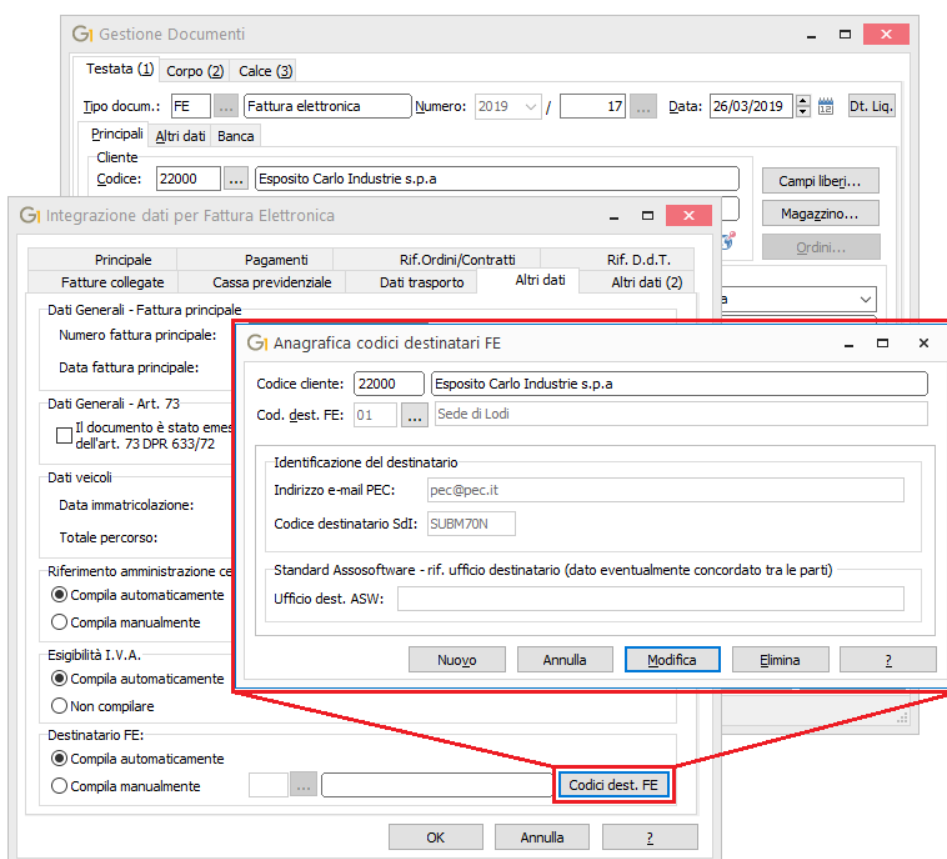 Gestione Documenti
Testata (1) Corpo (2) Calce (3)
Tipo docum.: FE ... Fattura elettronica Numero: 2019 / 17 ... Data: 26/03/2019 Dt. Liq.
Principali Altri dati Banca
Cliente
Codice: 22000 ... Esposito Carlo Industrie s.p.a Campi liberi...
Magazzino...
Ordini...
a
Integrazione dati per Fattura Elettronica
Principale Pagamenti Rif.Ordini/Contratti Rif. D.d.T.
Fatture collegate Cassa previdenziale Dati trasporto Altri dati Altri dati (2)
Dati Generali - Fattura principale
Numero fattura principale:
Data fattura principale:
Dati Generali - Art. 73
Il documento è stato emes
dell'art. 73 DPR 633/72
Dati veicoli
Data immatricolazione:
Totale percorso:
Riferimento amministrazione ce
Compila automaticamente
Compila manualmente
Esigibilità I.V.A.
Compila automaticamente
Non compilare
Destinatario FE:
Compila automaticamente
Compila manualmente ... Codici dest. FE
OK Annulla ?
Anagrafica codici destinatari FE
Codice cliente: 22000 Esposito Carlo Industrie s.p.a
Cod. dest. FE: 01 ... Sede di Lodi
Identificazione del destinatario
Indirizzo e-mail PEC: pec@pec.it
Codice destinatario SdI: SUBM70N
Standard Assosoftware - rif. ufficio destinatario (dato eventualmente concordato tra le parti)
Ufficio dest. ASW:
Nuovo Annulla Modifica Elimina ?